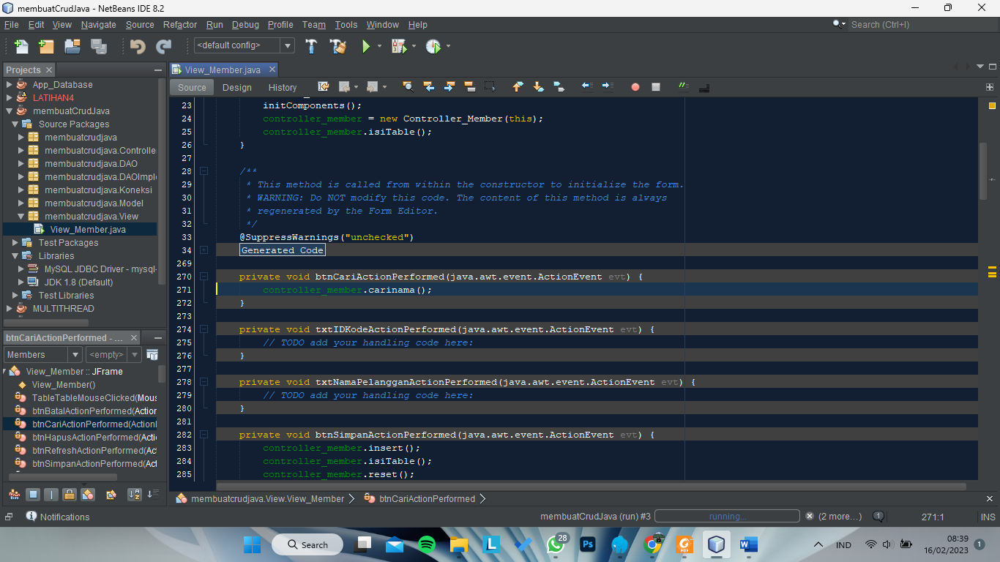 membuatCrudJava - NetBeans IDE 8.2
File Edit View Navigate Source Refactor Run Debug Profile Team Tools Window Help
Search (Ctrl+I)
<default config>
Projects
View_Member.java
App_Database
LATIHAN4
membuatCrudJava
Source Packages
membuatcrudjava
membuatcrudjava.Controlle
membuatcrudjava.DAO
membuatcrudjava.DAOImpl
membuatcrudjava.Koneksi
membuatcrudjava.Model
membuatcrudjava.View
View_Member.java
Test Packages
Libraries
MySQL JDBC Driver - mysql-
JDK 1.8 (Default)
Test Libraries
MULTITHREAD
btnCariActionPerformed - ...
Members
<empty>
View_Member :: JFrame
View_Member()
TableTableMouseClicked(Mous
btnBatalActionPerformed(Action
btnCariActionPerformed(ActionE
btnHapusActionPerformed(Acti
btnRefreshActionPerformed(Ac
btnSimpanActionPerformed(Act
Source Design History
23 initComponents();
24 controller_member = new Controller_Member(this);
25 controller_member.isiTable();
26 }
27
28 /**
29 * This method is called from within the constructor to initialize the form.
30 * WARNING: Do NOT modify this code. The content of this method is always
31 * regenerated by the Form Editor.
32 */
33 @SuppressWarnings("unchecked")
34 Generated Code
269
270 private void btnCariActionPerformed(java.awt.event.ActionEvent evt) {
271 controller_member.carinama();
272 }
273
274 private void txtIDKodeActionPerformed(java.awt.event.ActionEvent evt) {
275 // TODO add your handling code here:
276 }
277
278 private void txtNamaPelangganActionPerformed(java.awt.event.ActionEvent evt) {
279 // TODO add your handling code here:
280 }
281
282 private void btnSimpanActionPerformed(java.awt.event.ActionEvent evt) {
283 controller_member.insert();
284 controller_member.isiTable();
285 controller_member.reset();
membuatcrudjava.View.View_Member
btnCariActionPerformed
Notifications
membuatCrudJava (run) #3
running...
(2 more...)
1
271:1
INS
Search
L
28
Ps
PDF
W
IND
08:39
16/02/2023
1